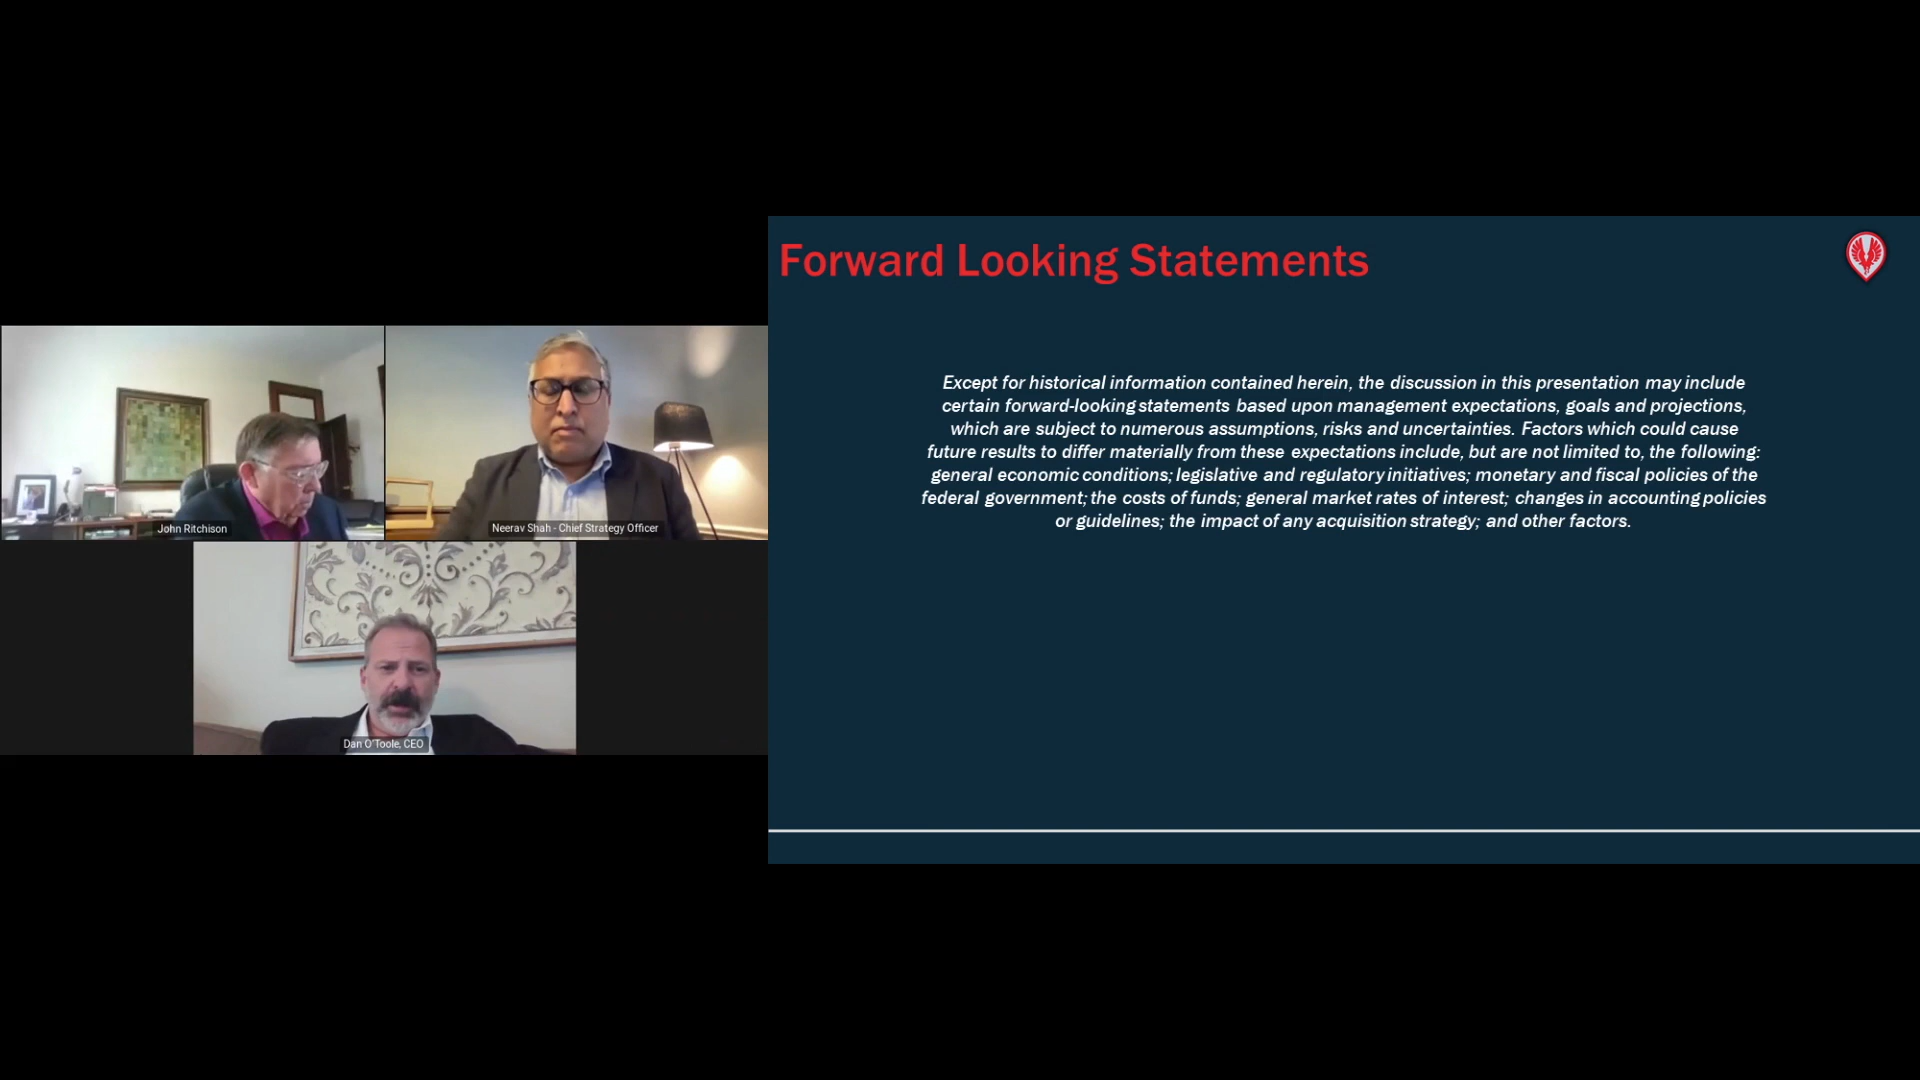 John Ritchison
Neerav Shah - Chief Strategy Officer
Dan O'Toole, CEO
Forward Looking Statements
Except for historical information contained herein, the discussion in this presentation may include
certain forward-looking statements based upon management expectations, goals and projections,
which are subject to numerous assumptions, risks and uncertainties. Factors which could cause
future results to differ materially from these expectations include, but are not limited to, the following:
general economic conditions; legislative and regulatory initiatives; monetary and fiscal policies of the
federal government; the costs of funds; general market rates of interest; changes in accounting policies
or guidelines; the impact of any acquisition strategy; and other factors.